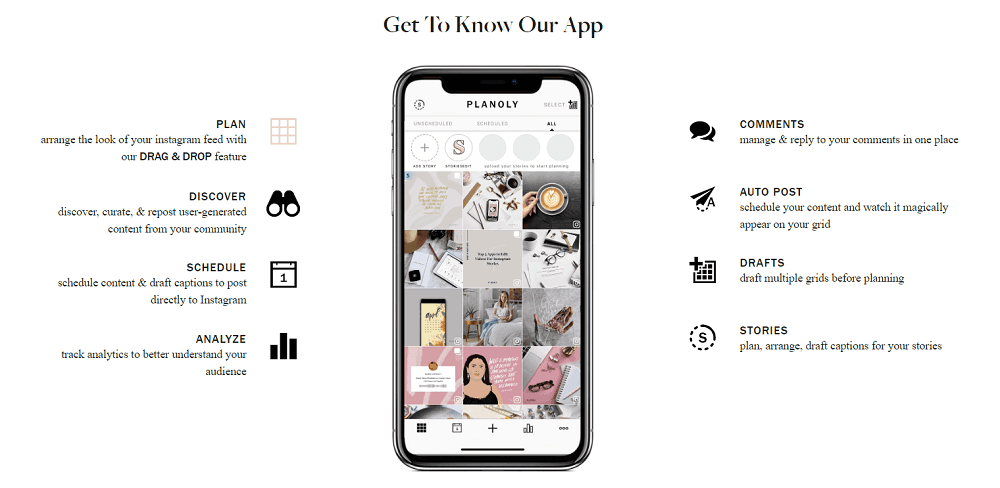 Get To Know Our App
PLAN
arrange the look of your instagram feed with
our DRAG & DROP feature
DISCOVER
discover, curate, & repost user-generated
content from your community
SCHEDULE
schedule content & draft captions to post
directly to Instagram
ANALYZE
track analytics to better understand your
audience
S
PLANOLY
SELECT
UNSCHEDULED SCHEDULED ALL
S
ADD STORY STORIESEDIT upload your stories to start planning
Top 5 Apps to Edit
Videos For Instagram
Stories
april
1
1
COMMENTS
manage & reply to your comments in one place
AUTO POST
A
schedule your content and watch it magically
appear on your grid
DRAFTS
draft multiple grids before planning
S
STORIES
plan, arrange, draft captions for your stories